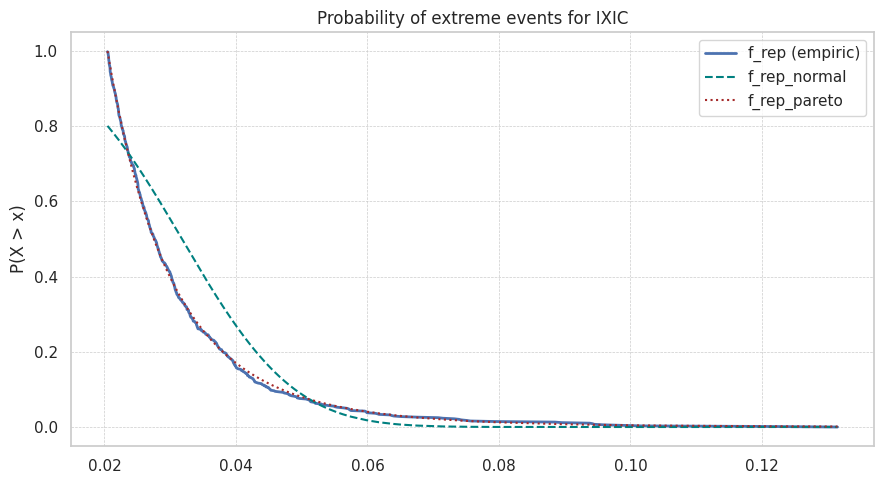 Probability of extreme events for IXIC
f_rep (empiric)
f_rep_normal
f_rep_pareto
P(X > x)
1.0
0.8
0.6
0.4
0.2
0.0
0.02 0.04 0.06 0.08 0.10 0.12